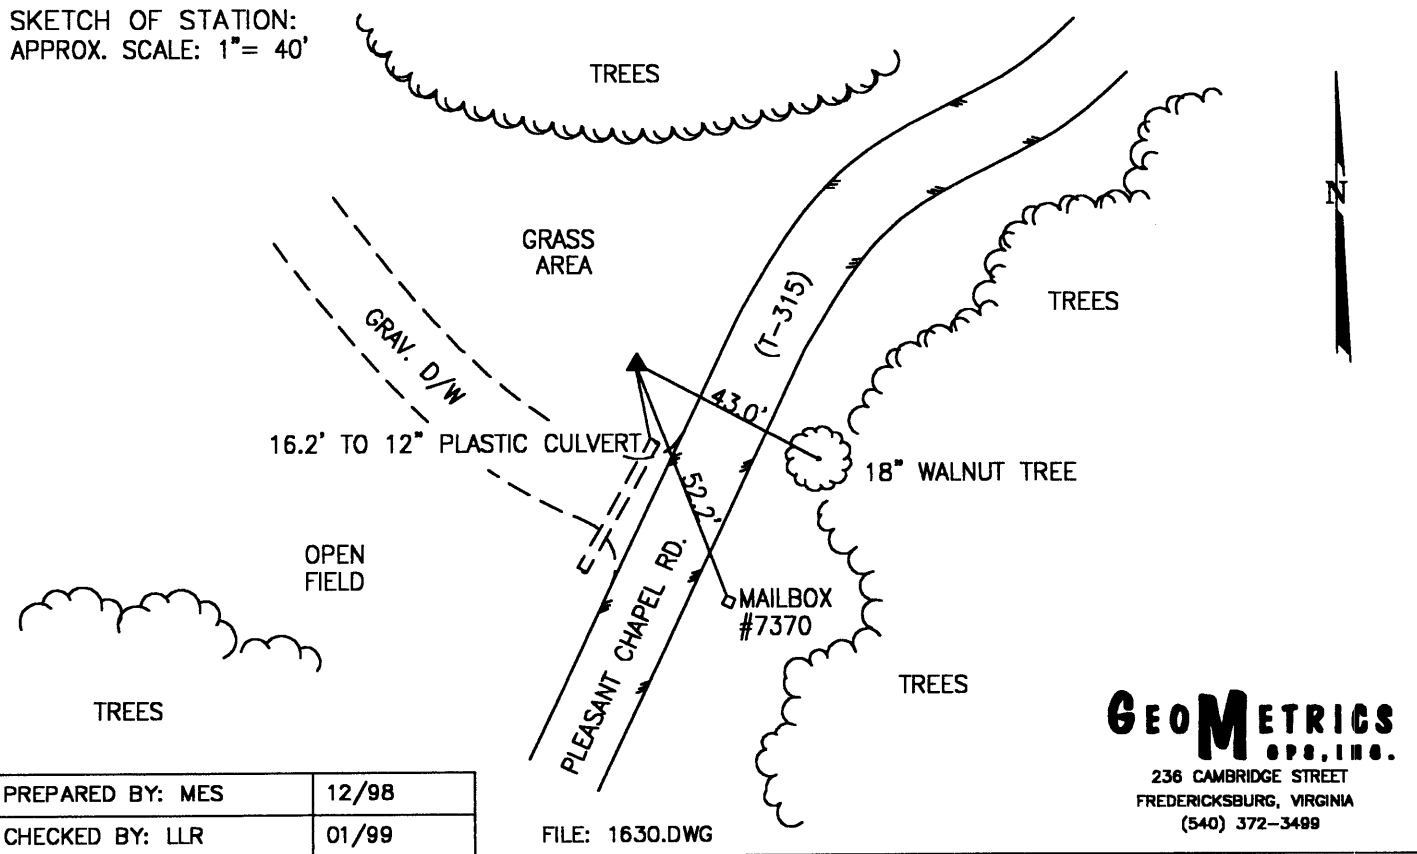 SKETCH OF STATION:
APPROX. SCALE: 1"= 40'
TREES
N
GRASS
AREA
(T-315)
TREES
GRAV. D/W
43.0'
16.2' TO 12" PLASTIC CULVERT
18" WALNUT TREE
52.2'
OPEN
FIELD
MAILBOX
#7370
PLEASANT CHAPEL RD.
TREES
TREES
GEOMETRICS
GPS, INC.
236 CAMBRIDGE STREET
FREDERICKSBURG, VIRGINIA
(540) 372-3499
PREPARED BY: MES 12/98
CHECKED BY: LLR 01/99
FILE: 1630.DWG